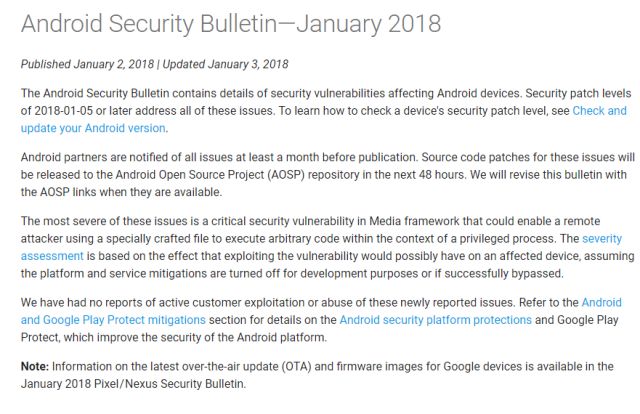 Android Security Bulletin—January 2018
Published January 2, 2018 | Updated January 3, 2018
The Android Security Bulletin contains details of security vulnerabilities affecting Android devices. Security patch levels
of 2018-01-05 or later address all of these issues. To learn how to check a device's security patch level, see Check and
update your Android version.
Android partners are notified of all issues at least a month before publication. Source code patches for these issues will
be released to the Android Open Source Project (AOSP) repository in the next 48 hours. We will revise this bulletin with
the AOSP links when they are available.
The most severe of these issues is a critical security vulnerability in Media framework that could enable a remote
attacker using a specially crafted file to execute arbitrary code within the context of a privileged process. The severity
assessment is based on the effect that exploiting the vulnerability would possibly have on an affected device, assuming
the platform and service mitigations are turned off for development purposes or if successfully bypassed.
We have had no reports of active customer exploitation or abuse of these newly reported issues. Refer to the Android
and Google Play Protect mitigations section for details on the Android security platform protections and Google Play
Protect, which improve the security of the Android platform.
Note: Information on the latest over-the-air update (OTA) and firmware images for Google devices is available in the
January 2018 Pixel/Nexus Security Bulletin.